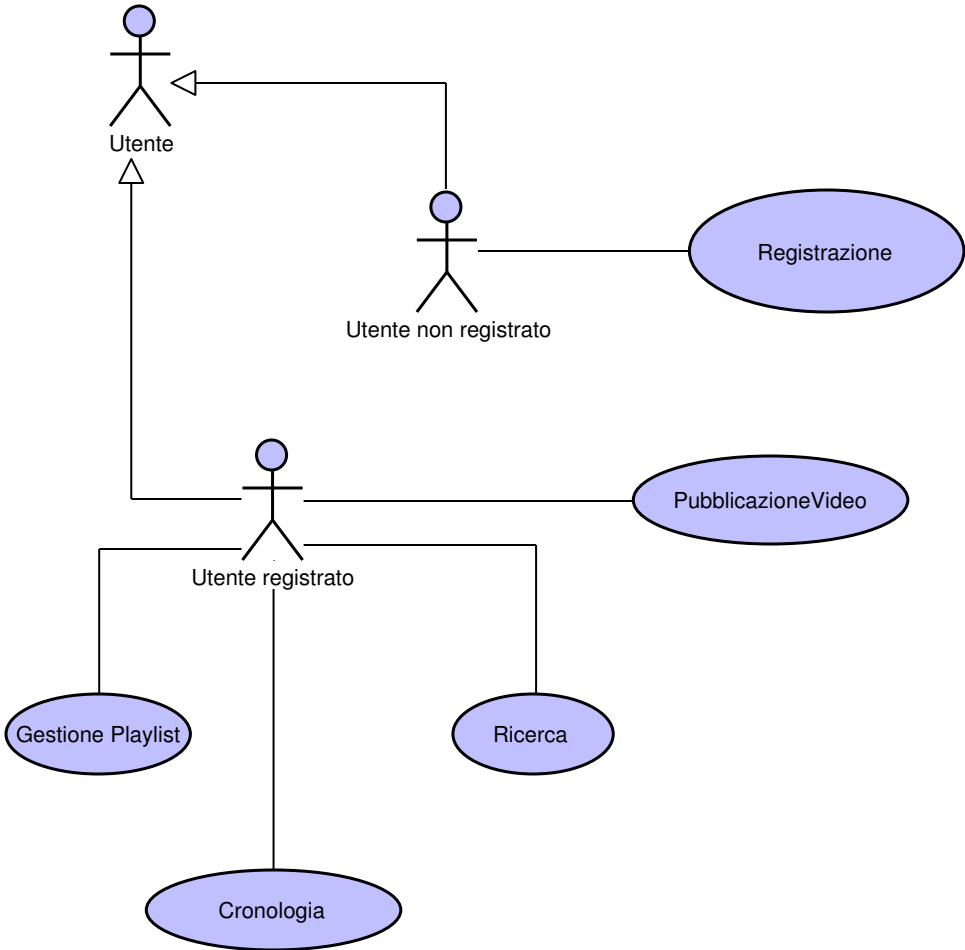 Utente
Registrazione
Utente non registrato
PubblicazioneVideo
Utente registrato
Gestione Playlist
Ricerca
Cronologia